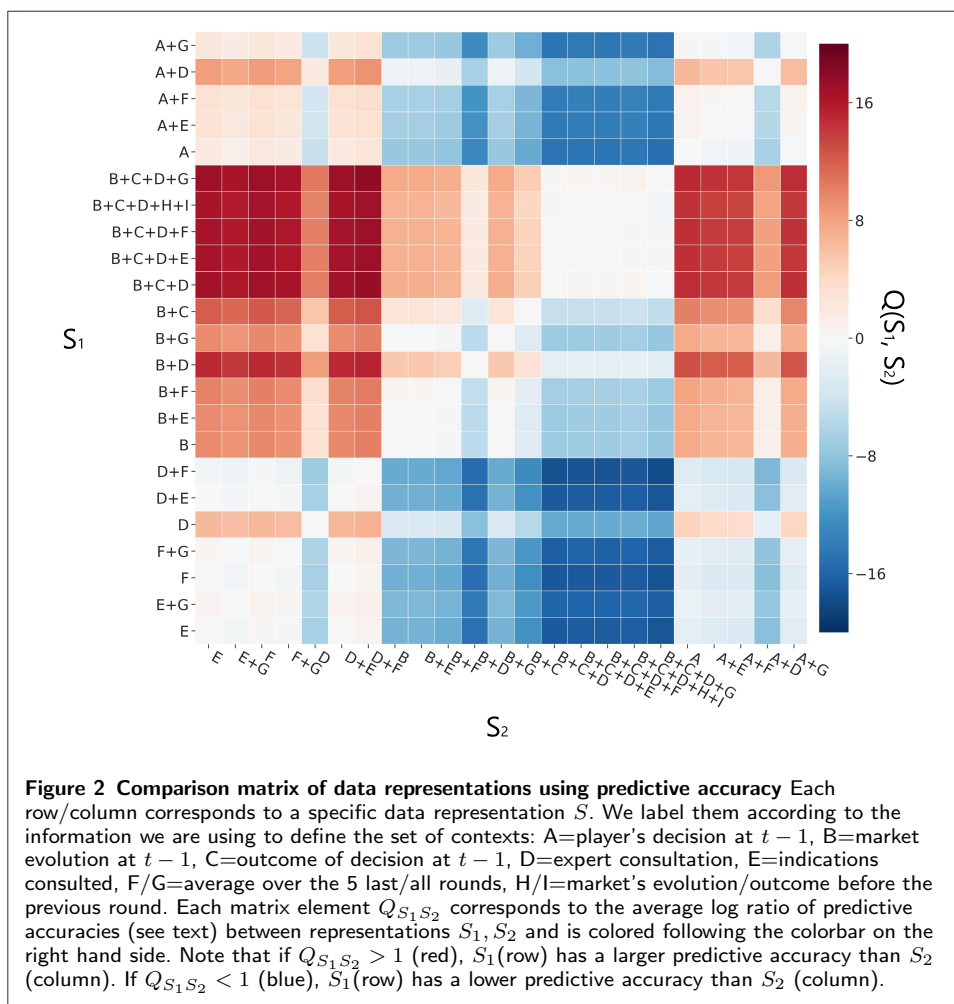 A+G
A+D
A+F
A+E
A
B+C+D+G
B+C+D+H+I
B+C+D+F
B+C+D+E
B+C+D
B+C
B+G
B+D
B+F
B+E
B
D+F
D+E
D
F+G
F
E+G
E
S1
E
E+G
F
F+G
D
D+E
D+F
B
B+E
B+F
B+D
B+G
B+C
B+C+D
B+C+D+E
B+C+D+F
B+C+D+H+I
B+C+D+G
A
A+E
A+F
A+D
A+G
S2
16
8
0
−8
−16
Q(S1, S2)
Figure 2 Comparison matrix of data representations using predictive accuracy Each
row/column corresponds to a specific data representation S. We label them according to the
information we are using to define the set of contexts: A=player's decision at t − 1, B=market
evolution at t − 1, C=outcome of decision at t − 1, D=expert consultation, E=indications
consulted, F/G=average over the 5 last/all rounds, H/I=market's evolution/outcome before the
previous round. Each matrix element QS1S2 corresponds to the average log ratio of predictive
accuracies (see text) between representations S1, S2 and is colored following the colorbar on the
right hand side. Note that if QS1S2 > 1 (red), S1(row) has a larger predictive accuracy than S2
(column). If QS1S2 < 1 (blue), S1(row) has a lower predictive accuracy than S2 (column).